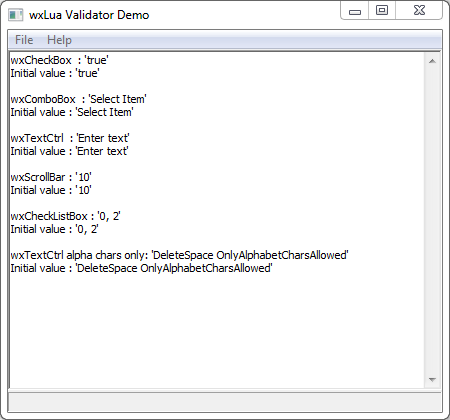 wxLua Validator Demo
File Help
wxCheckBox : 'true'
Initial value : 'true'
wxComboBox : 'Select Item'
Initial value : 'Select Item'
wxTextCtrl : 'Enter text'
Initial value : 'Enter text'
wxScrollBar : '10'
Initial value : '10'
wxCheckListBox : '0, 2'
Initial value : '0, 2'
wxTextCtrl alpha chars only: 'DeleteSpace OnlyAlphabetCharsAllowed'
Initial value : 'DeleteSpace OnlyAlphabetCharsAllowed'